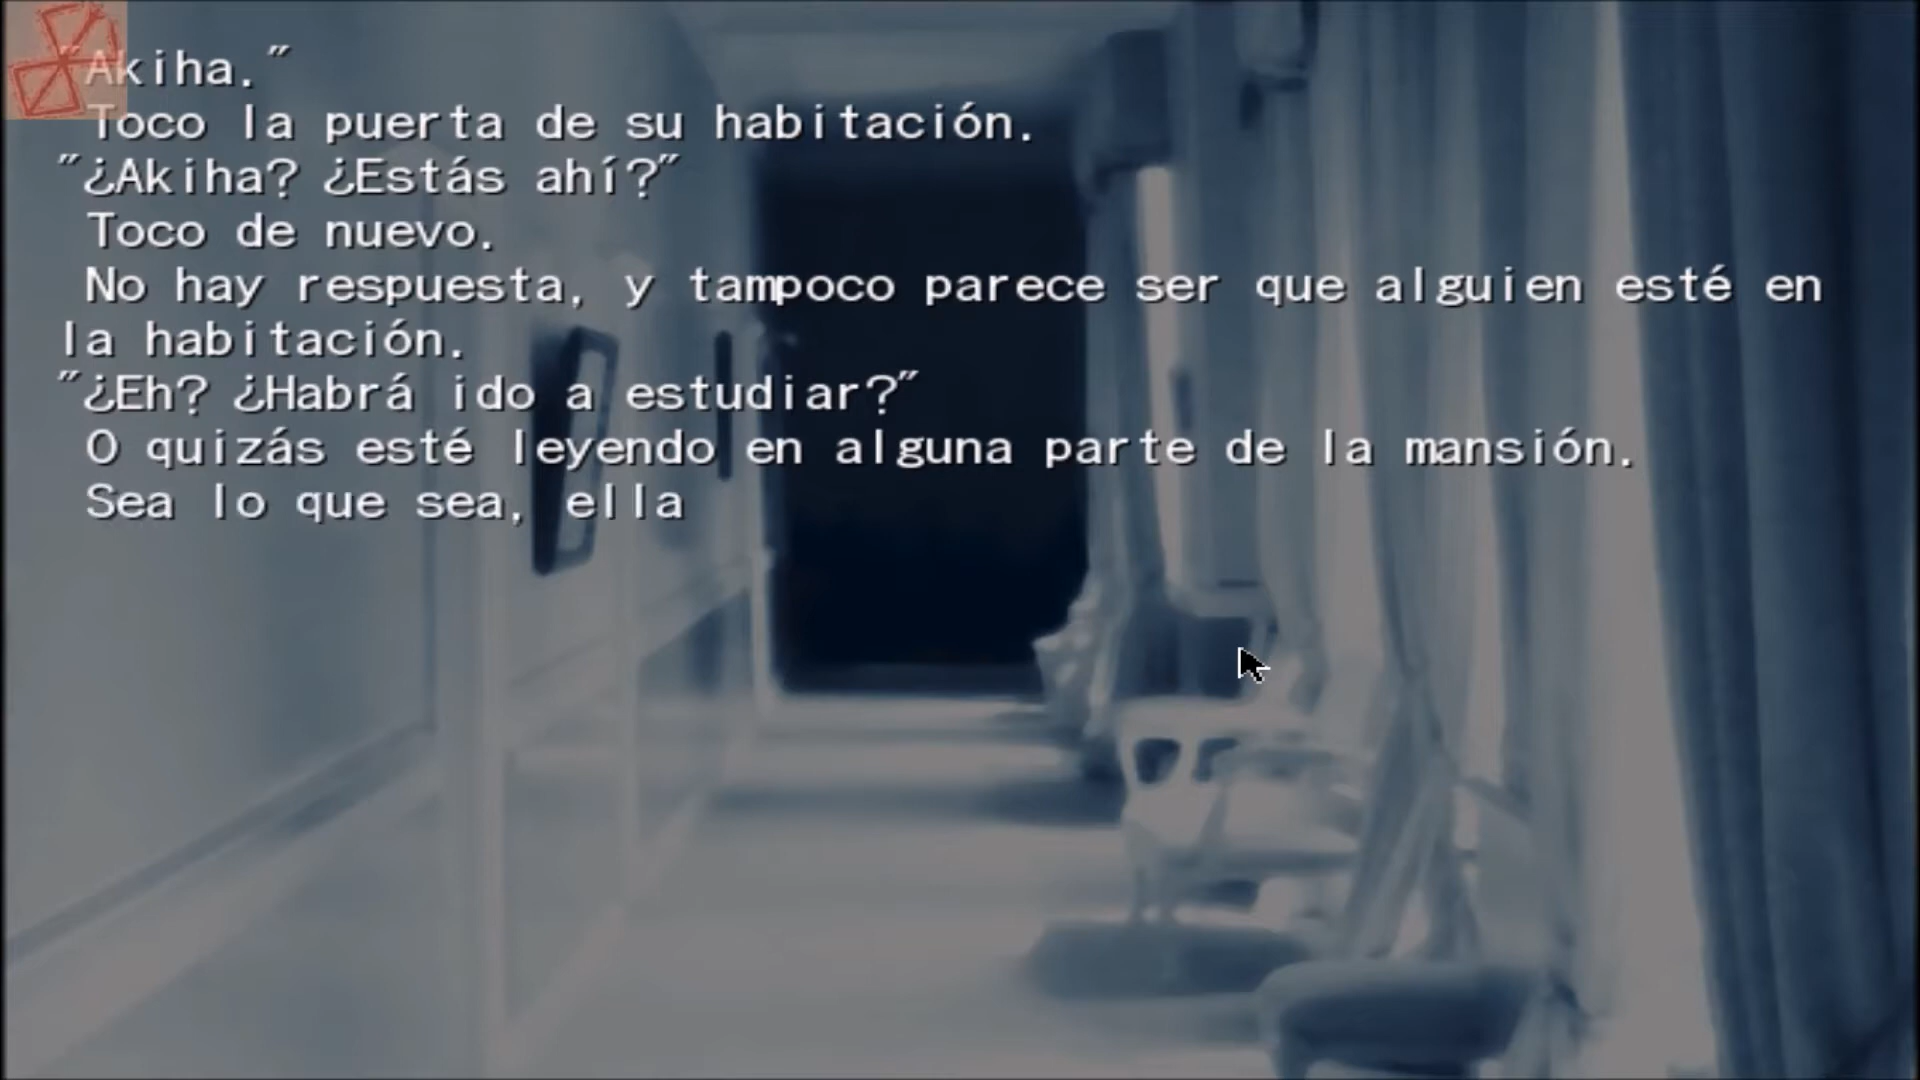 "Akiha."
Toco la puerta de su habitación.
"¿Akiha? ¿Estás ahí?"
Toco de nuevo.
No hay respuesta, y tampoco parece ser que alguien esté en
la habitación.
"¿Eh? ¿Habrá ido a estudiar?"
O quizás esté leyendo en alguna parte de la mansión.
Sea lo que sea, ella